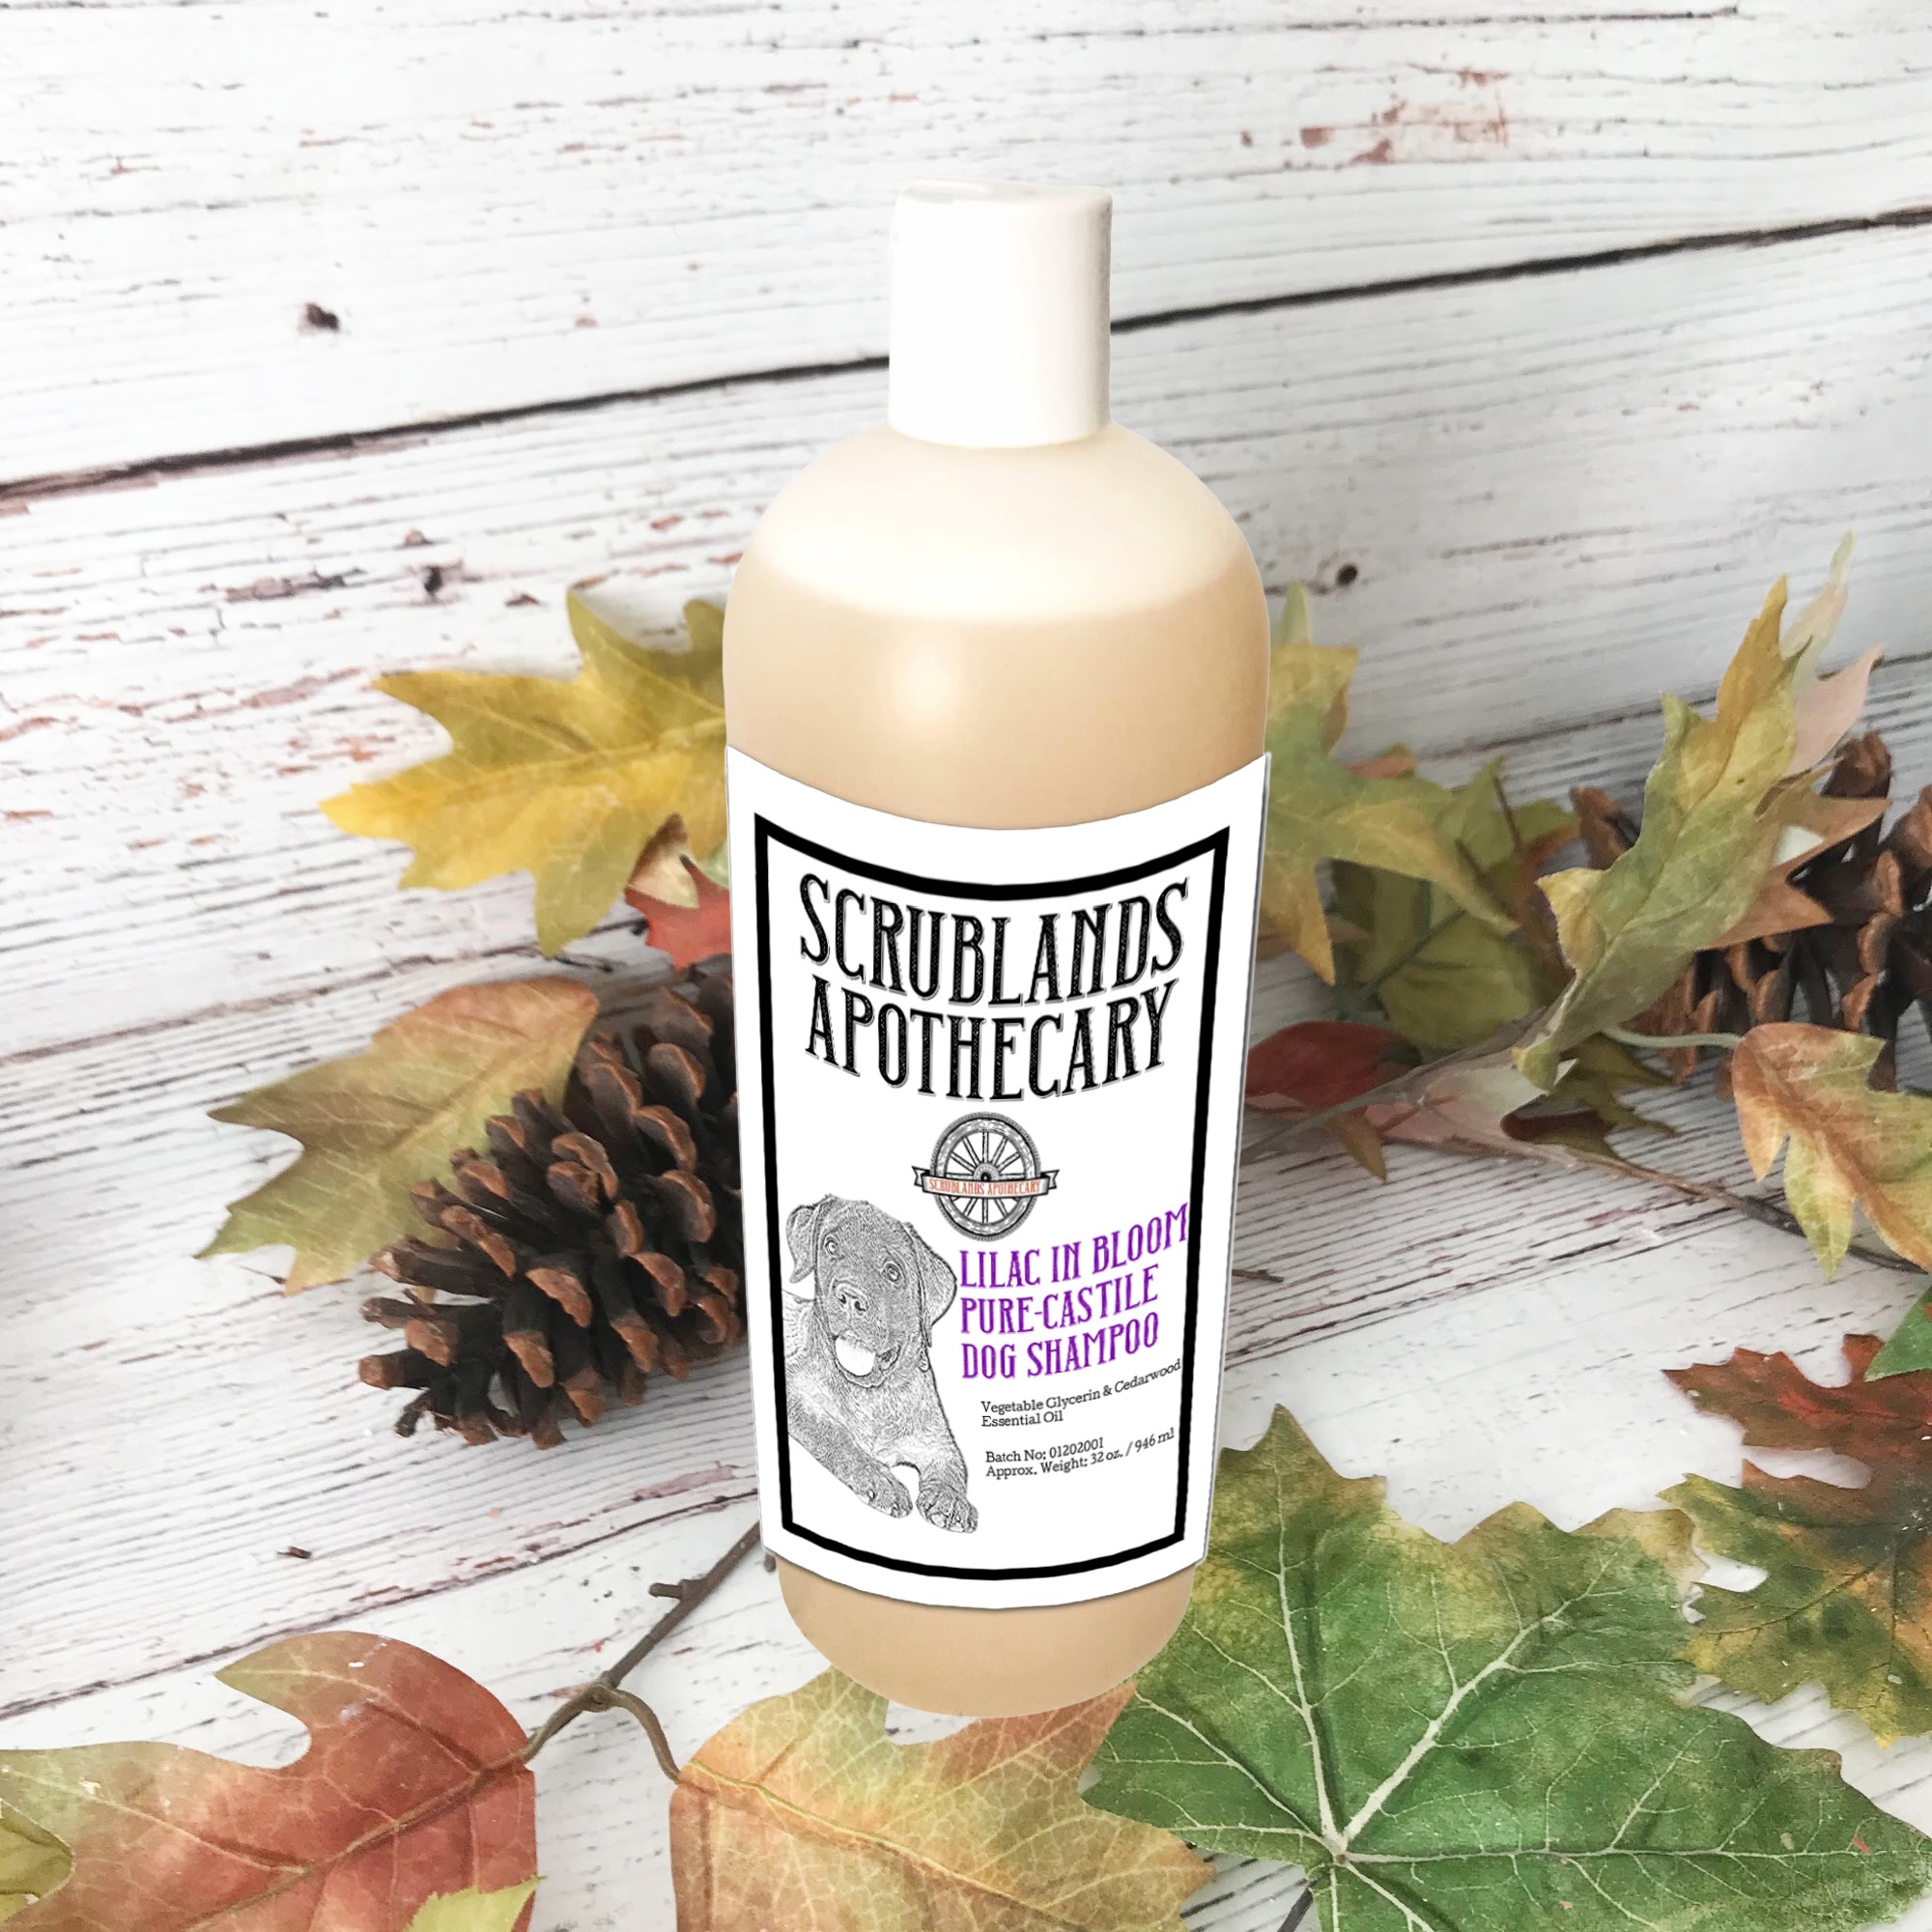 SCRUBLANDS
APOTHECARY
SCRUBLANDS APOTHECARY
LILAC IN BLOOM
PURE-CASTILE
DOG SHAMPOO
Vegetable Glycerin & Cedarwood
Essential Oil
Batch No: 01202001
Approx. Weight: 32 oz. / 946 ml